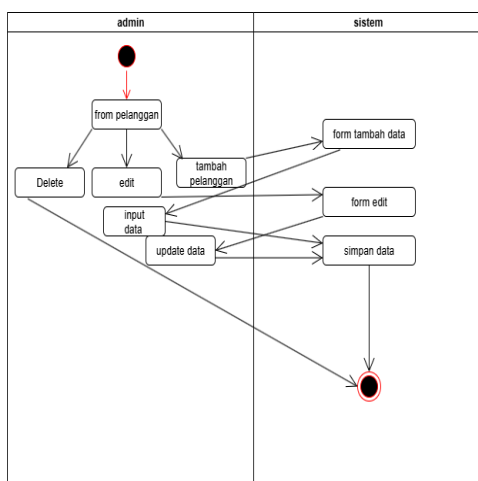 admin
sistem
from pelanggan
form tambah data
tambah
pelanggan
Delete
edit
form edit
input
data
update data
simpan data